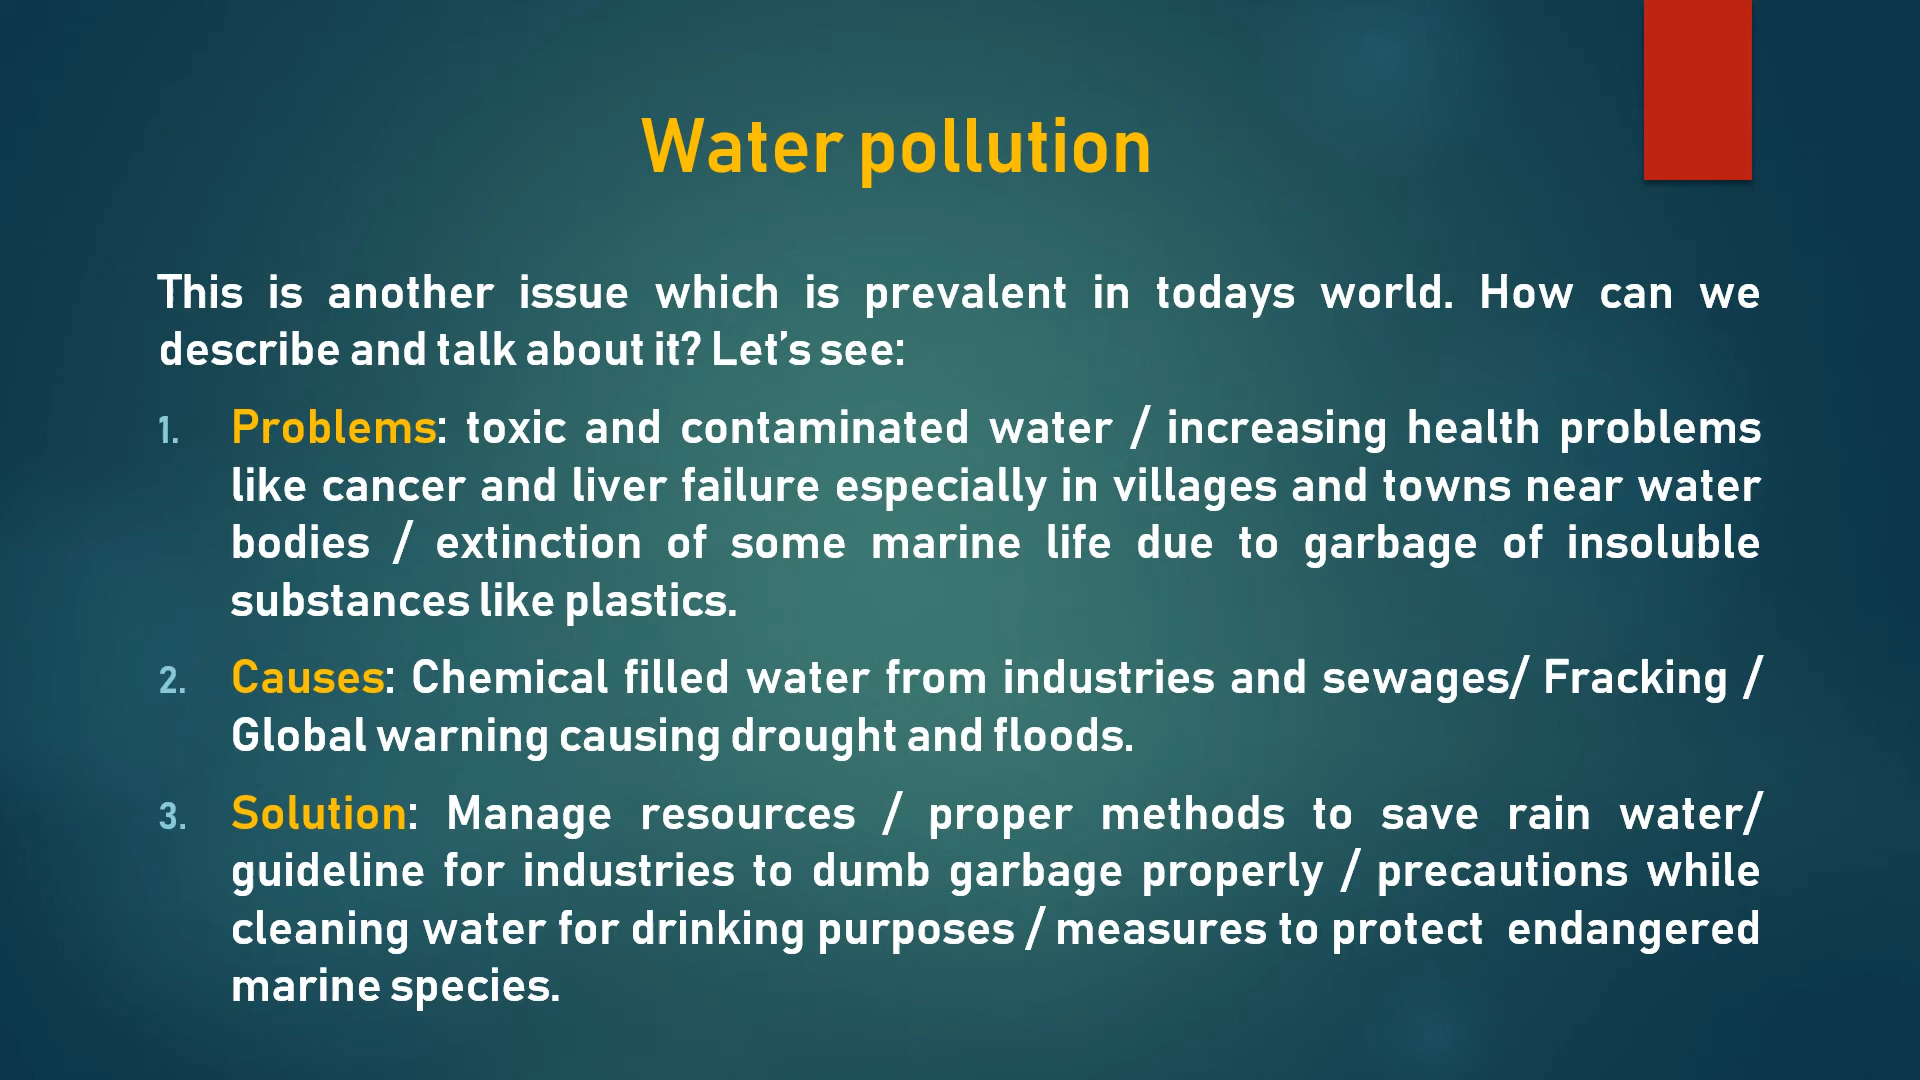 Water pollution
This is another issue which is prevalent in todays world. How can we
describe and talk about it? Let’s see:
1. Problems: toxic and contaminated water / increasing health problems
like cancer and liver failure especially in villages and towns near water
bodies / extinction of some marine life due to garbage of insoluble
substances like plastics.
2. Causes: Chemical filled water from industries and sewages/ Fracking /
Global warning causing drought and floods.
3. Solution: Manage resources / proper methods to save rain water/
guideline for industries to dumb garbage properly / precautions while
cleaning water for drinking purposes / measures to protect endangered
marine species.